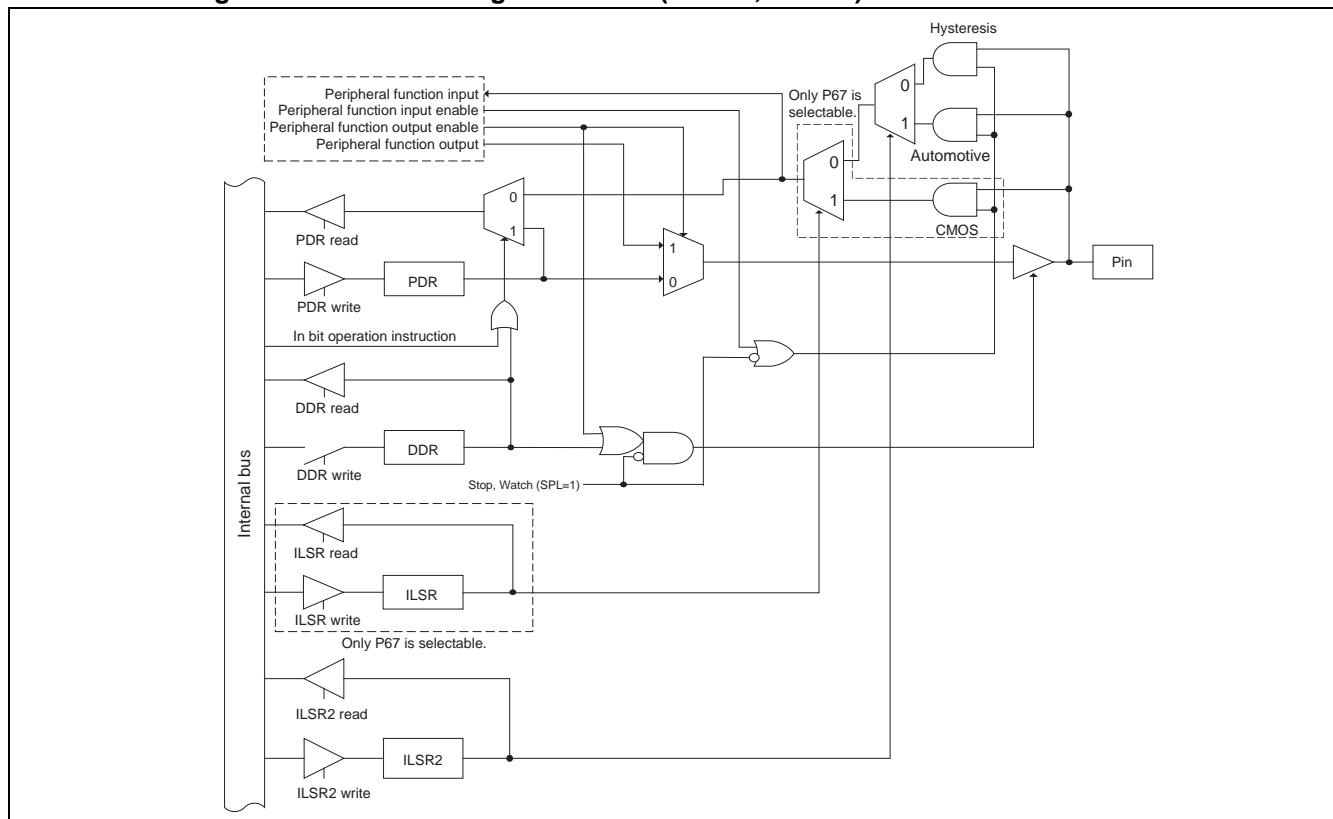 Hysteresis
0
1
Automotive
Only P67 is
selectable.
0
1
CMOS
Peripheral function input
Peripheral function input enable
Peripheral function output enable
Peripheral function output
0
1
PDR read
1
0
Pin
PDR
PDR write
In bit operation instruction
DDR read
DDR
DDR write
Stop, Watch (SPL=1)
Internal bus
ILSR read
ILSR
ILSR write
Only P67 is selectable.
ILSR2 read
ILSR2
ILSR2 write